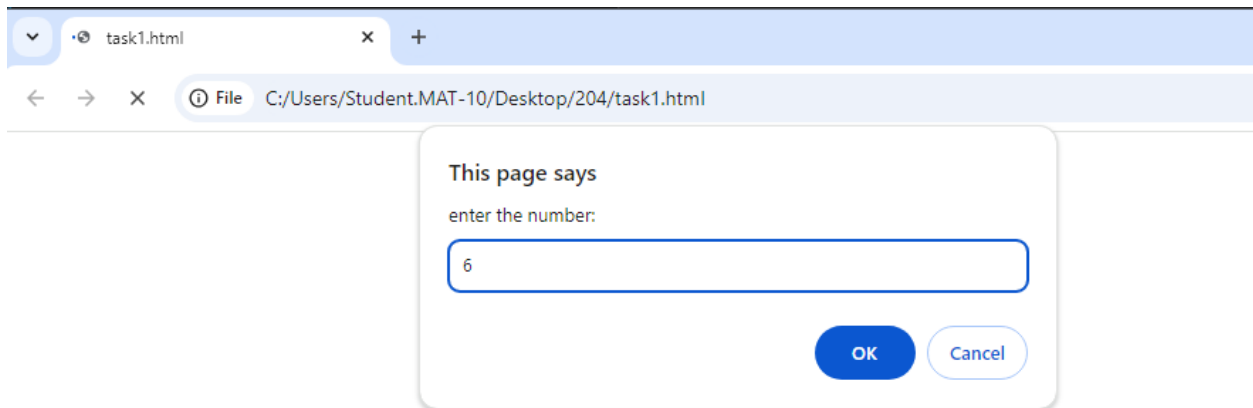 task1.html
File C:/Users/Student.MAT-10/Desktop/204/task1.html
This page says
enter the number:
6
OK Cancel